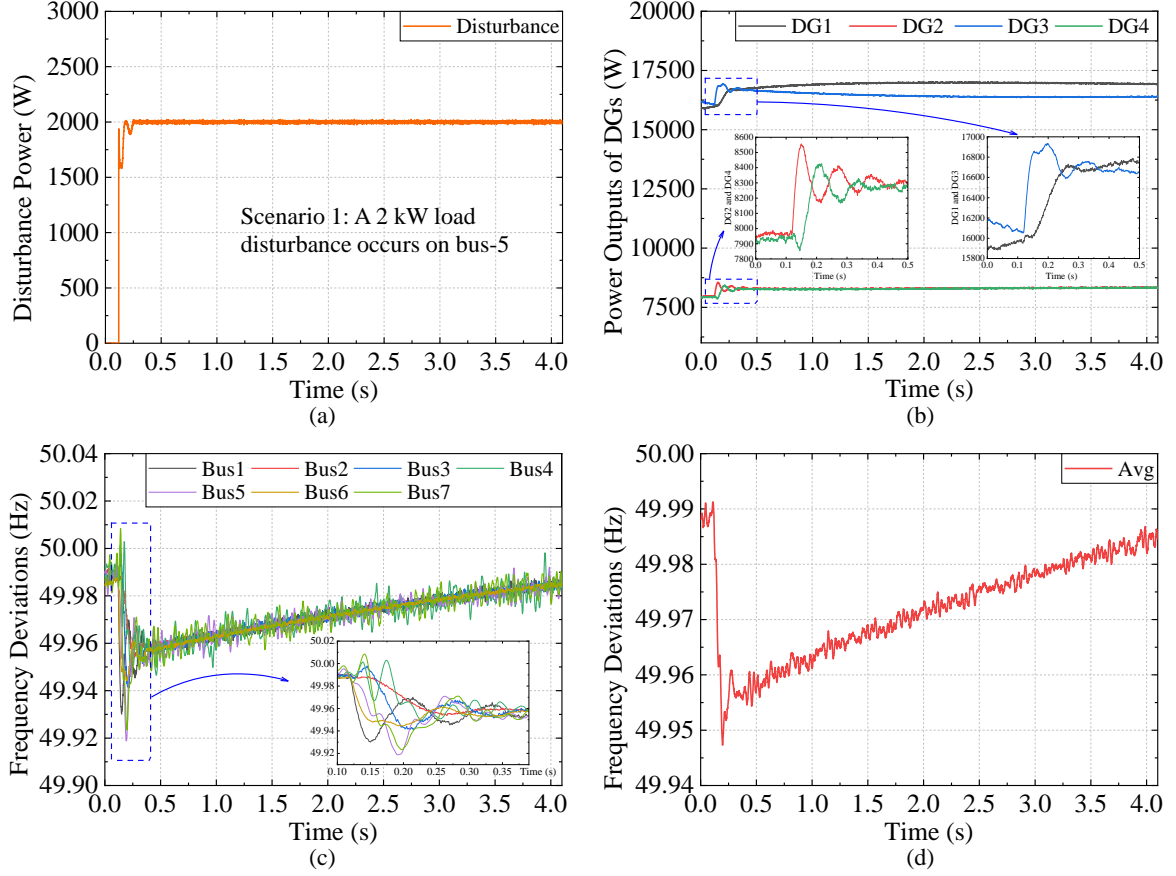 Disturbance
3000
2500
2000
1500
1000
500
0
Disturbance Power (W)
Scenario 1: A 2 kW load
disturbance occurs on bus-5
0.0 0.5 1.0 1.5 2.0 2.5 3.0 3.5 4.0
Time (s)
(a)
DG1 DG2 DG3 DG4
20000
17500
15000
12500
10000
7500
Power Outputs of DGs (W)
8600
8500
8400
8300
8200
8100
8000
7900
7800
DG2 and DG4
0.0 0.1 0.2 0.3 0.4 0.5
Time (s)
17000
16800
16600
16400
16200
16000
15800
DG1 and DG3
0.0 0.1 0.2 0.3 0.4 0.5
Time (s)
0.0 0.5 1.0 1.5 2.0 2.5 3.0 3.5 4.0
Time (s)
(b)
Bus1 Bus2 Bus3 Bus4
Bus5 Bus6 Bus7
50.04
50.02
50.00
49.98
49.96
49.94
49.92
49.90
Frequency Deviations (Hz)
50.02
50.00
49.98
49.96
49.94
49.92
0.10 0.15 0.20 0.25 0.30 0.35
Time (s)
0.0 0.5 1.0 1.5 2.0 2.5 3.0 3.5 4.0
Time (s)
(c)
Avg
50.00
49.99
49.98
49.97
49.96
49.95
49.94
Frequency Deviations (Hz)
0.0 0.5 1.0 1.5 2.0 2.5 3.0 3.5 4.0
Time (s)
(d)